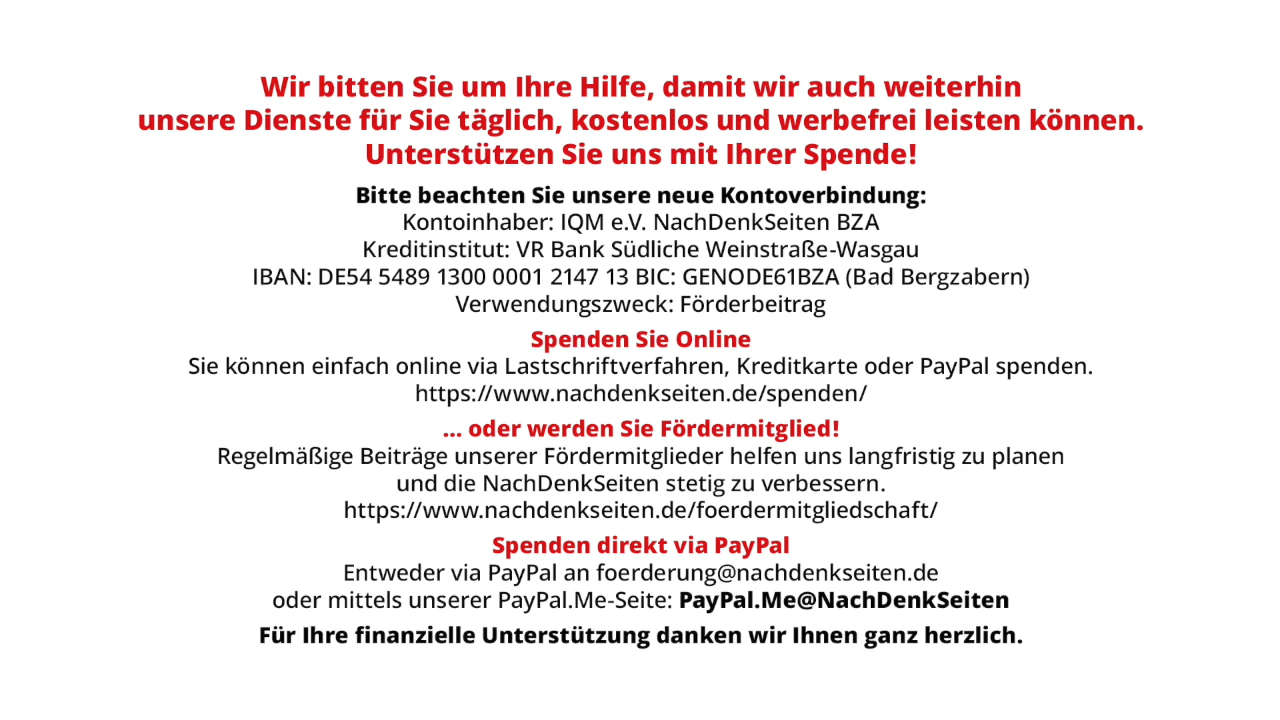 Wir bitten Sie um Ihre Hilfe, damit wir auch weiterhin
unsere Dienste für Sie täglich, kostenlos und werbefrei leisten können.
Unterstützen Sie uns mit Ihrer Spende!
Bitte beachten Sie unsere neue Kontoverbindung:
Kontoinhaber: IQM e.V. NachDenkSeiten BZA
Kreditinstitut: VR Bank Südliche Weinstraße-Wasgau
IBAN: DE54 5489 1300 0001 2147 13 BIC: GENODE61BZA (Bad Bergzabern)
Verwendungszweck: Förderbeitrag
Spenden Sie Online
Sie können einfach online via Lastschriftverfahren, Kreditkarte oder PayPal spenden.
https://www.nachdenkseiten.de/spenden/
... oder werden Sie Fördermitglied!
Regelmäßige Beiträge unserer Fördermitglieder helfen uns langfristig zu planen
und die NachDenkSeiten stetig zu verbessern.
https://www.nachdenkseiten.de/foerdermitgliedschaft/
Spenden direkt via PayPal
Entweder via PayPal an foerderung@nachdenkseiten.de
oder mittels unserer PayPal.Me-Seite: PayPal.Me@NachDenkSeiten
Für Ihre finanzielle Unterstützung danken wir Ihnen ganz herzlich.